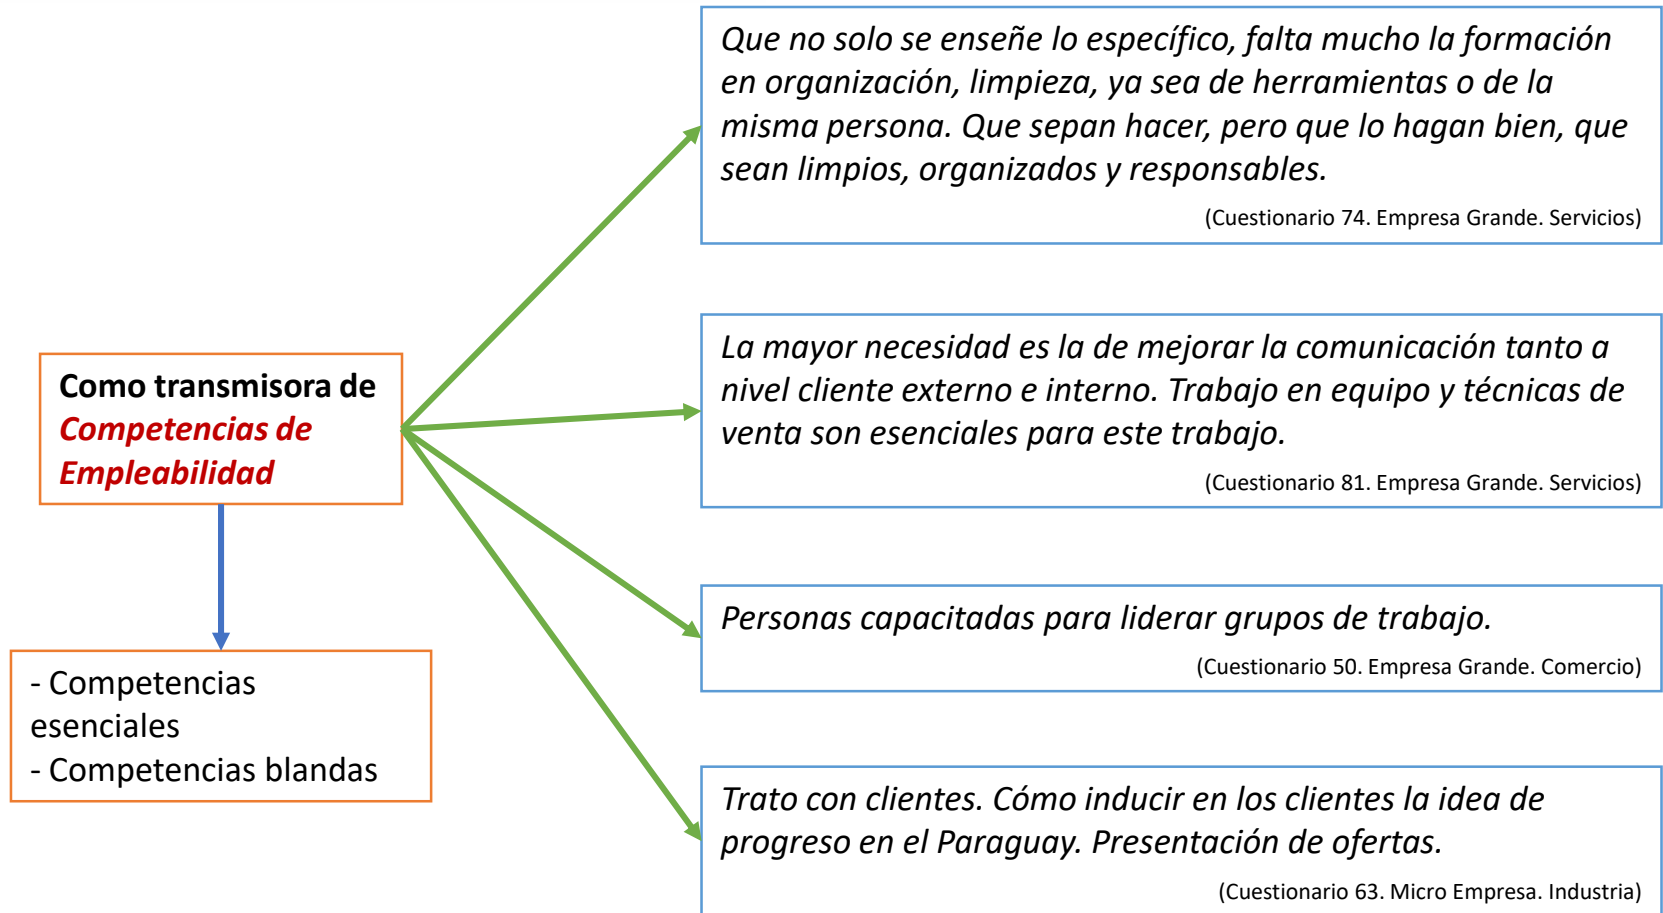 Que no solo se enseñe lo específico, falta mucho la formación
en organización, limpieza, ya sea de herramientas o de la
misma persona. Que sepan hacer, pero que lo hagan bien, que
sean limpios, organizados y responsables.
(Cuestionario 74. Empresa Grande. Servicios)
La mayor necesidad es la de mejorar la comunicación tanto a
nivel cliente externo e interno. Trabajo en equipo y técnicas de
venta son esenciales para este trabajo.
(Cuestionario 81. Empresa Grande. Servicios)
Como transmisora de
Competencias de
Empleabilidad
Personas capacitadas para liderar grupos de trabajo.
(Cuestionario 50. Empresa Grande. Comercio)
- Competencias
esenciales
- Competencias blandas
Trato con clientes. Cómo inducir en los clientes la idea de
progreso en el Paraguay. Presentación de ofertas.
(Cuestionario 63. Micro Empresa. Industria)